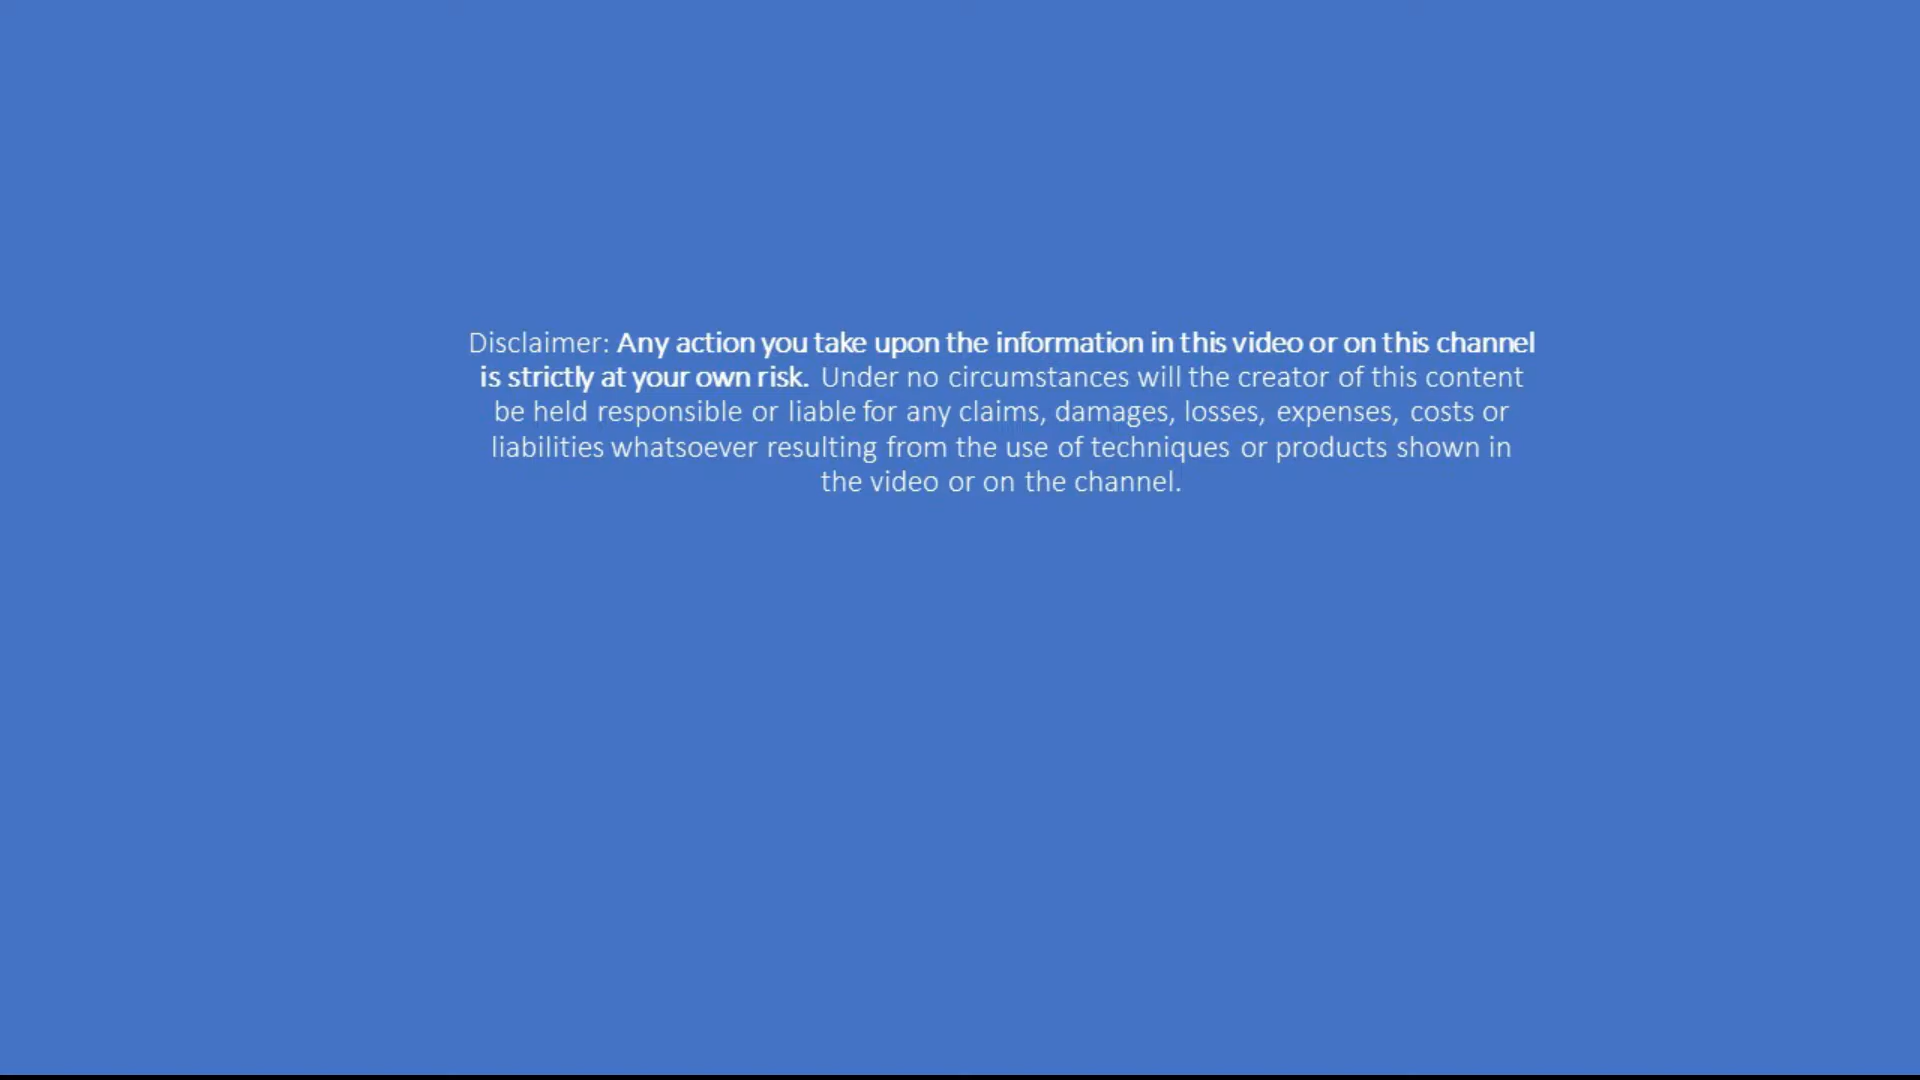 Disclaimer: Any action you take upon the information in this video or on this channel
is strictly at your own risk. Under no circumstances will the creator of this content
be held responsible or liable for any claims, damages, losses, expenses, costs or
liabilities whatsoever resulting from the use of techniques or products shown in
the video or on the channel.